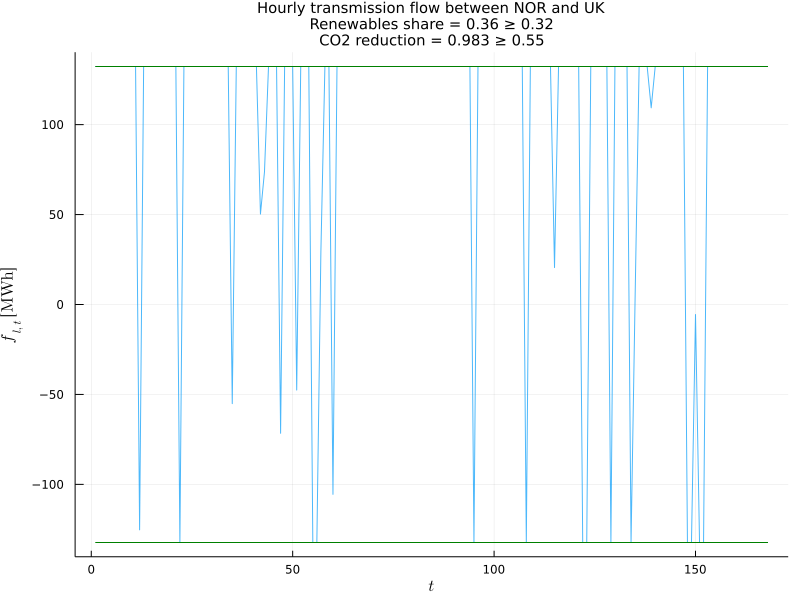 Hourly transmission flow between NOR and UK
Renewables share = 0.36 ≥ 0.32
CO2 reduction = 0.983 ≥ 0.55
100
50
0
−50
−100
f_{l,t} [MWh]
0
50
100
150
t